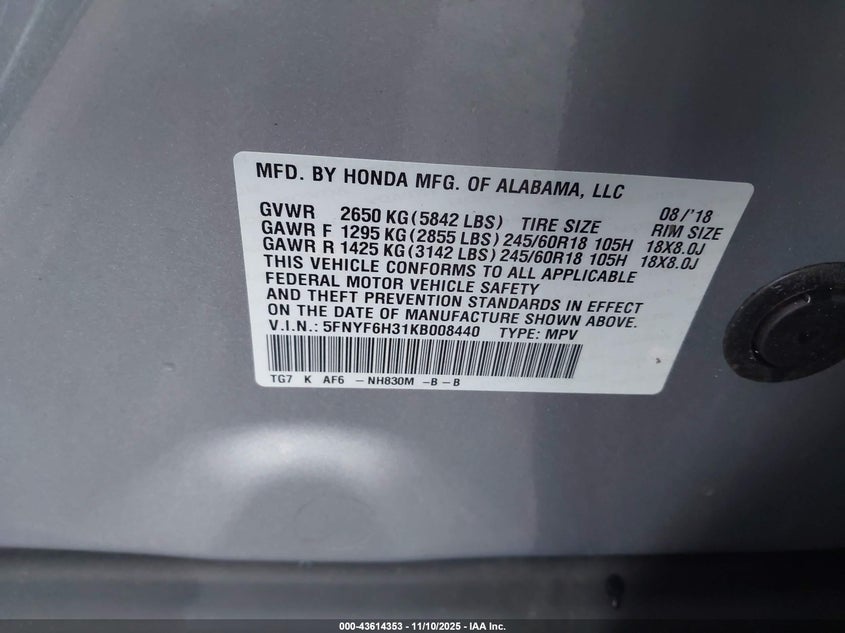 MFD. BY HONDA MFG. OF ALABAMA, LLC 08/'18
GVWR 2650 KG(5842 LBS) TIRE SIZE RIM SIZE
GAWR F 1295 KG(2855 LBS)245/60R18 105H 18X8.0J
GAWR R 1425 KG(3142 LBS)245/60R18 105H 18X8.0J
THIS VEHICLE CONFORMS TO ALL APPLICABLE
FEDERAL MOTOR VEHICLE SAFETY
AND THEFT PREVENTION STANDARDS IN EFFECT
ON THE DATE OF MANUFACTURE SHOWN ABOVE.
V.I.N.: 5FNYF6H31KB008440 TYPE: MPV
TG7 K AF6 -NH830M -B-B
000-43614353 - 11/10/2025 - IAA Inc.